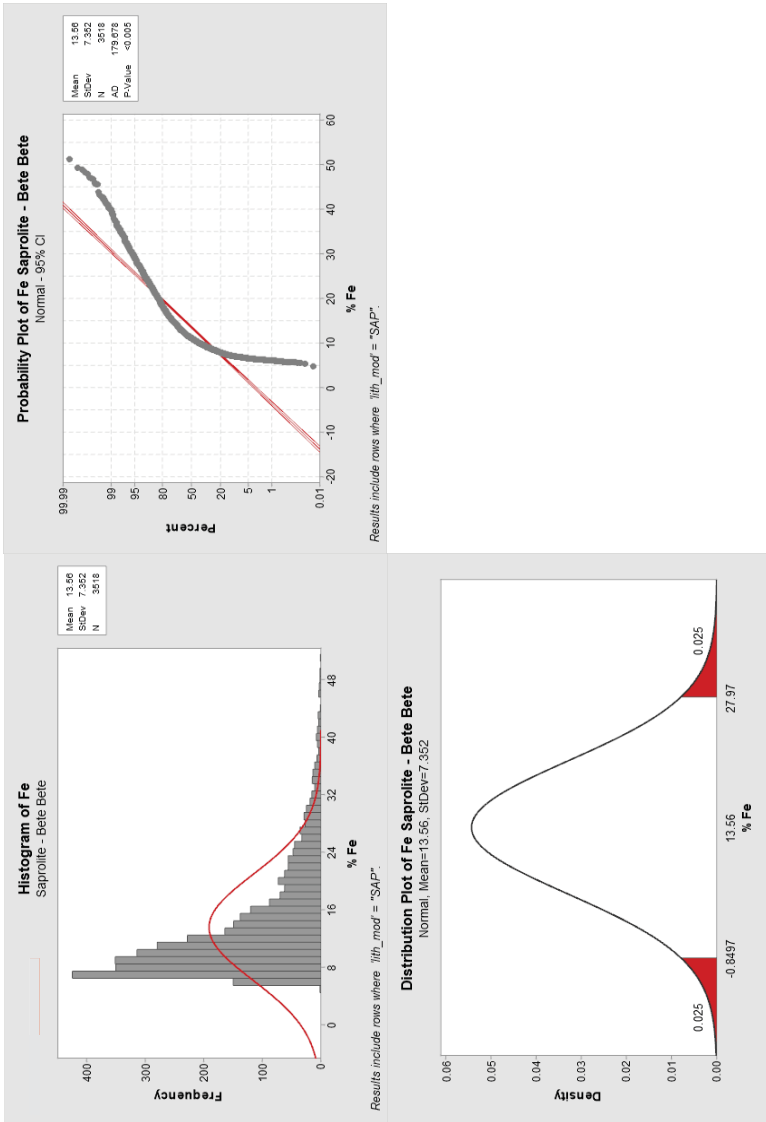 Histogram of Fe
Saprolite - Bete Bete
Mean 13.56
StDev 7.352
N 3518
Frequency
400
300
200
100
0
0 8 16 24 32 40 48
% Fe
Results include rows where 'lith_mod' = "SAP".
Probability Plot of Fe Saprolite - Bete Bete
Normal - 95% CI
Mean 13.56
StDev 7.352
N 3518
AD 179.678
P-Value <0.005
Percent
99.99
99
95
80
50
20
5
1
0.01
-20 -10 0 10 20 30 40 50 60
% Fe
Results include rows where 'lith_mod' = "SAP".
Distribution Plot of Fe Saprolite - Bete Bete
Normal, Mean=13.56, StDev=7.352
Density
0.06
0.05
0.04
0.03
0.02
0.01
0.00
0.025 0.025
-0.8497 13.56 27.97
% Fe